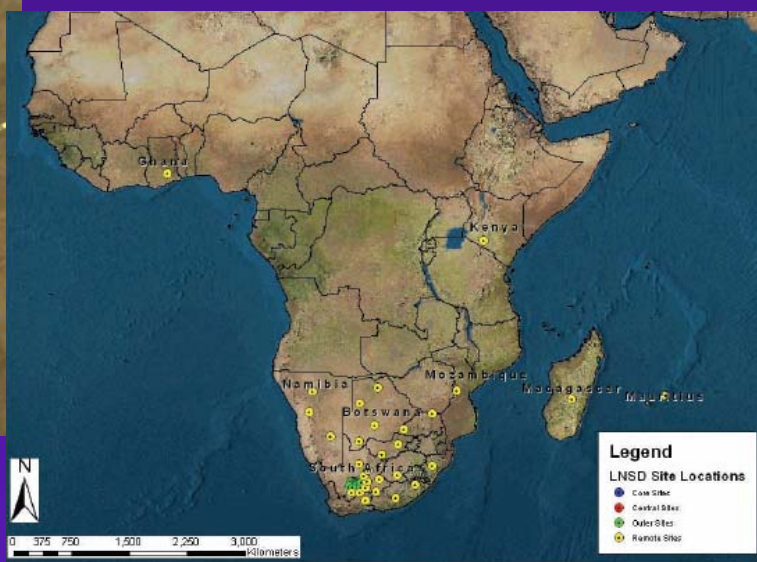 Ghana
Kenya
Mozambique
Namibia
Madagascar
Mauritius
Botswana
South Africa
N
0 375 750 1,500 2,250 3,000
Kilometers
Legend
LNSD Site Locations
Core Sites
Central Sites
Outer Sites
Remote Sites